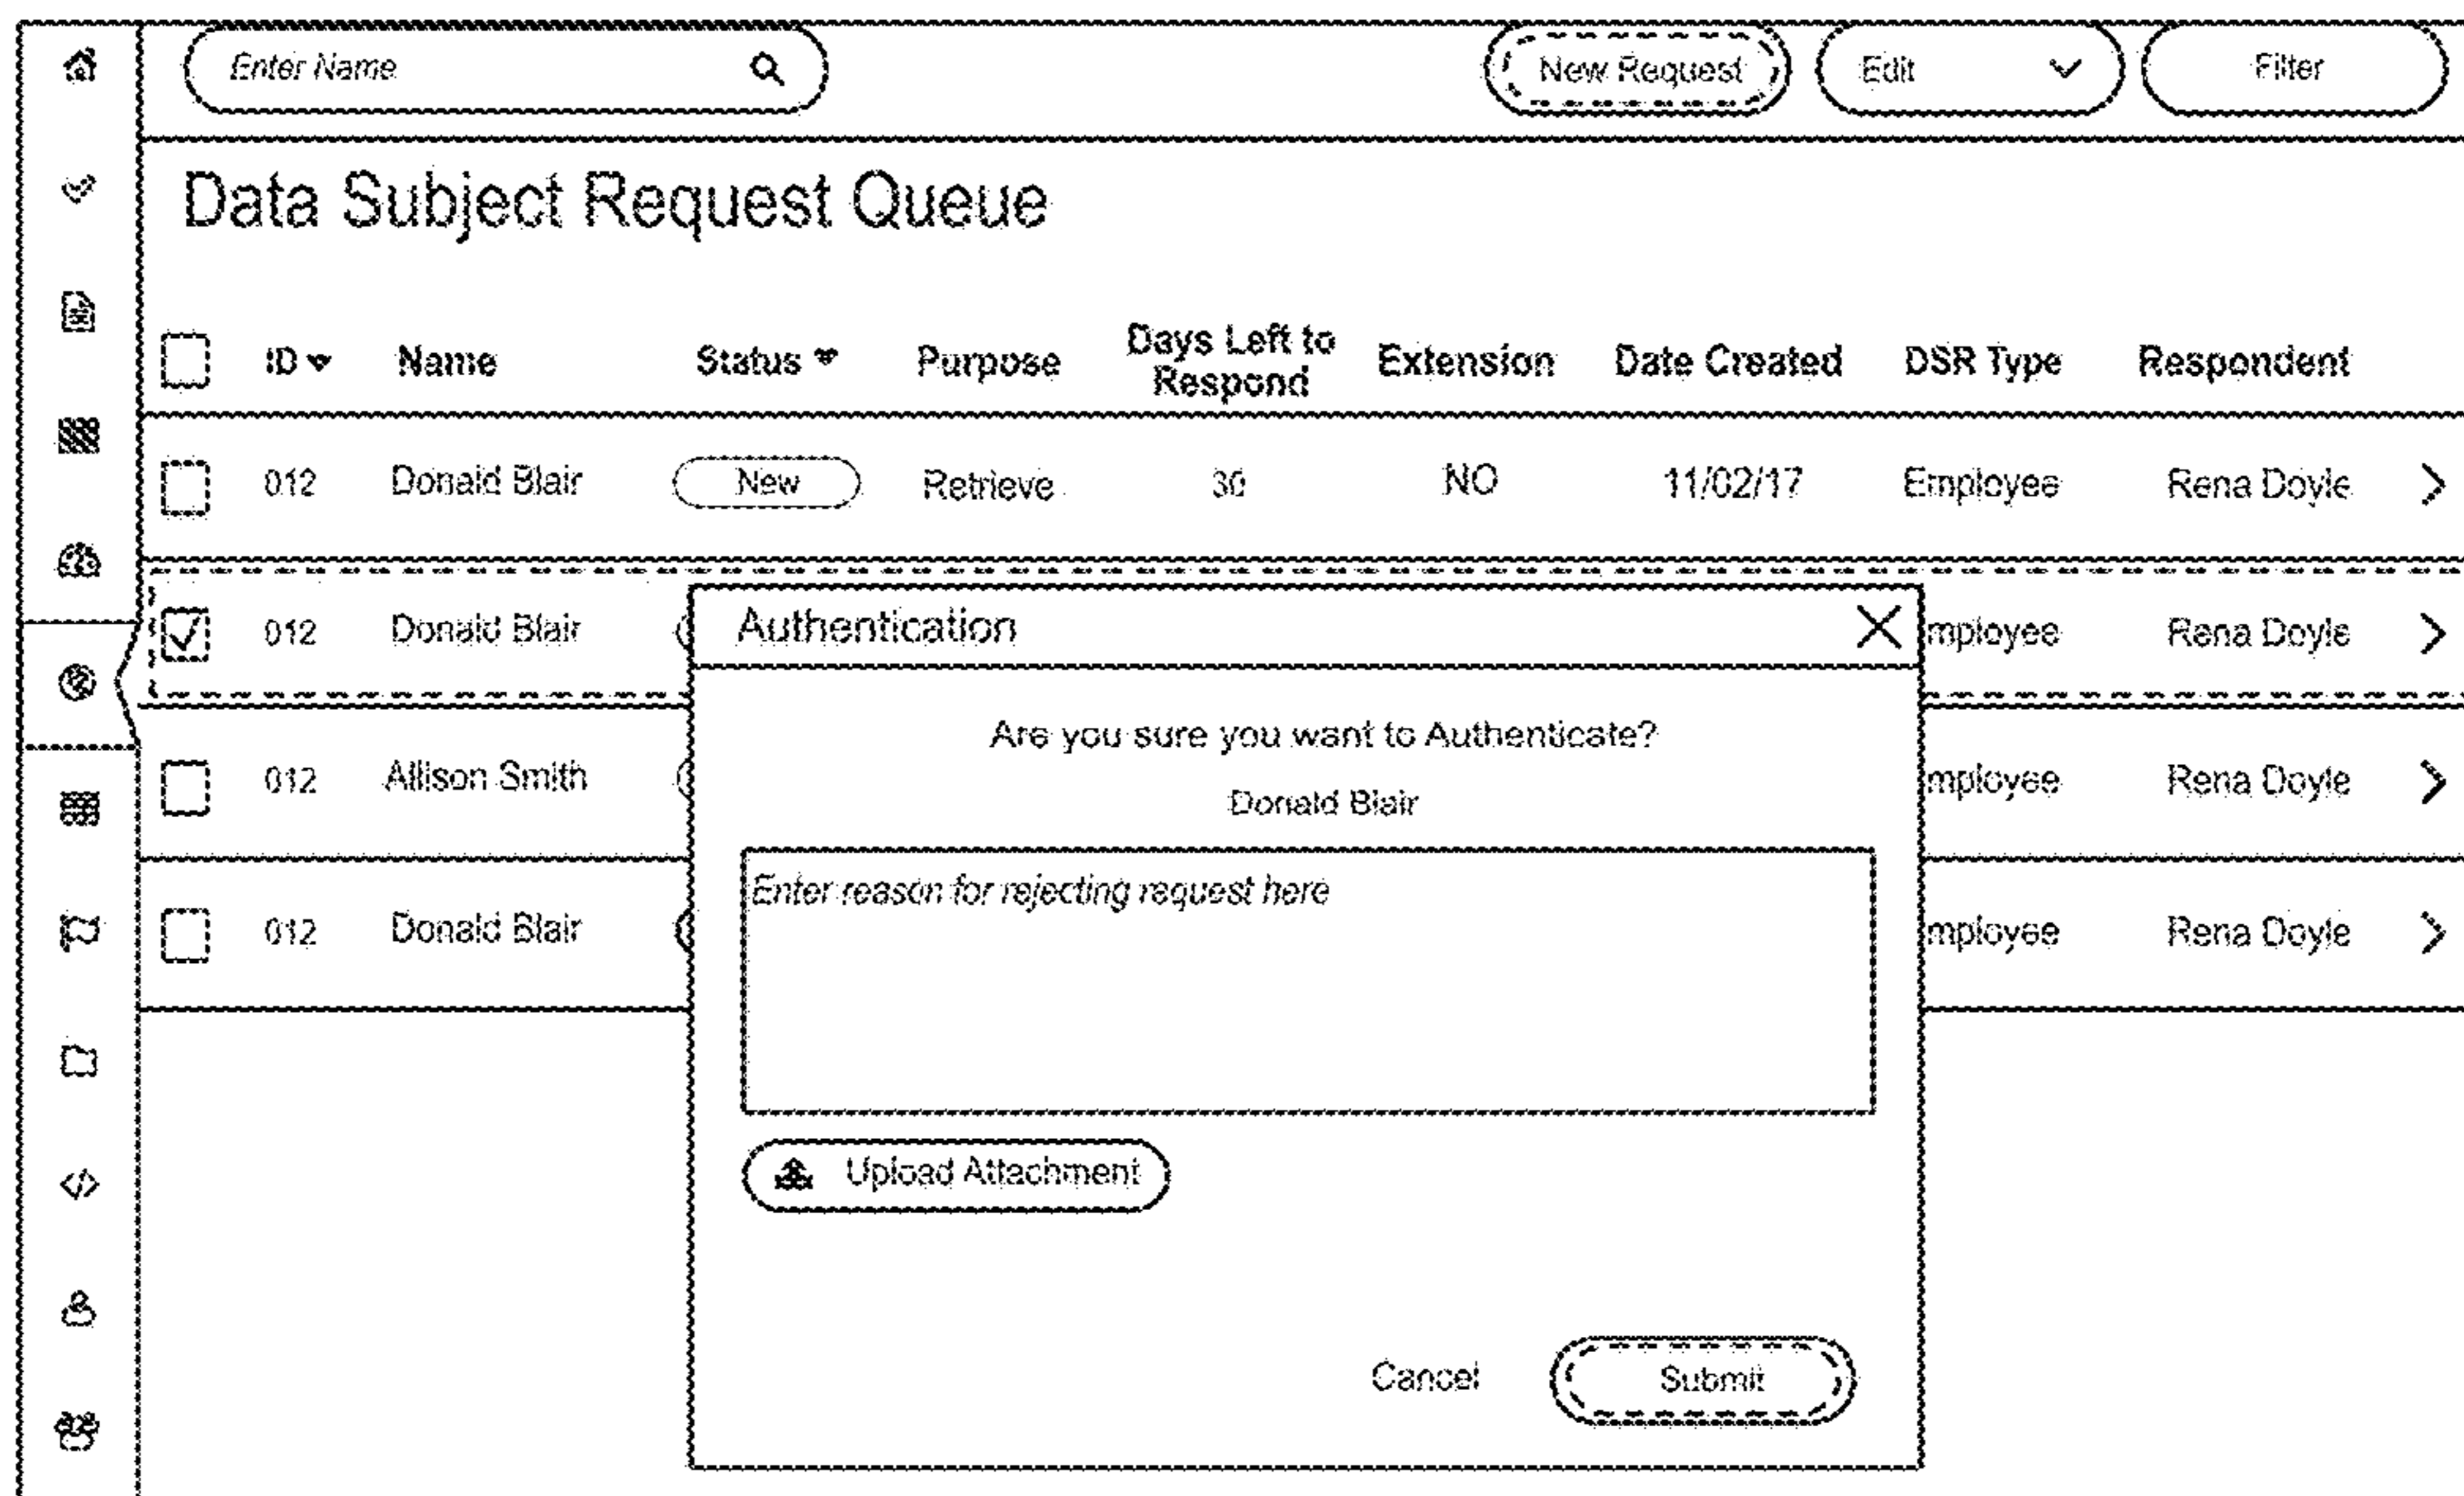 Enter Name New Request Edit Filter
Data Subject Request Queue
ID Name Status Purpose Days Left to Respond Extension Date Created DSR Type Respondent
012 Donald Blair New Retrieve 30 NO 11/02/17 Employee Rena Doyle
012 Donald Blair mployee Rena Doyle
012 Allison Smith mployee Rena Doyle
012 Donald Blair mployee Rena Doyle
Authentication
Are you sure you want to Authenticate?
Donald Blair
Enter reason for rejecting request here
Upload Attachment
Cancel Submit